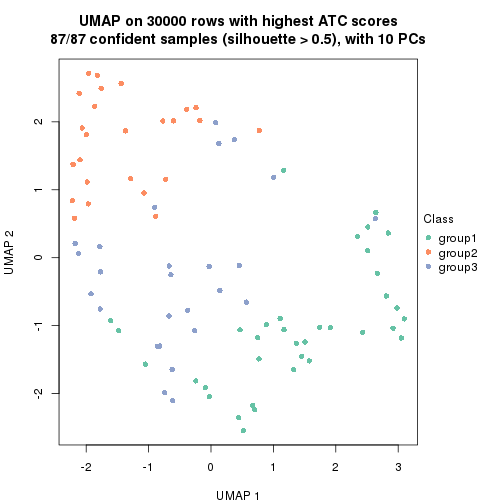 UMAP on 30000 rows with highest ATC scores
87/87 confident samples (silhouette > 0.5), with 10 PCs
UMAP 2
2
1
0
-1
-2
-2
-1
0
1
2
3
UMAP 1
Class
group1
group2
group3